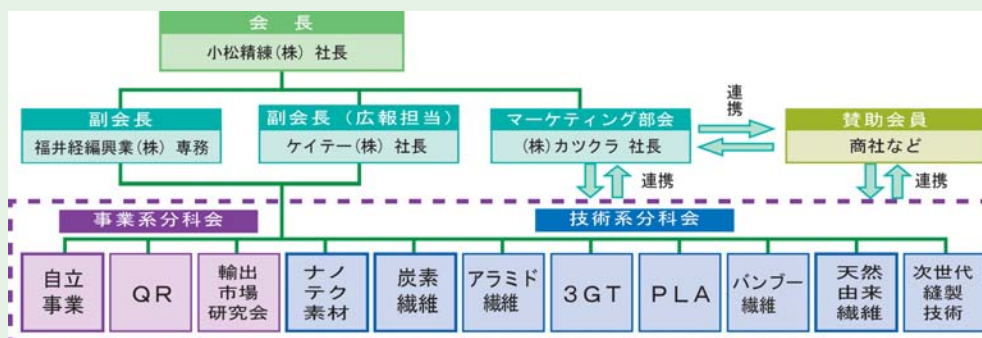 会長
小松精練(株) 社長
副会長
福井経編興業(株) 専務
副会長(広報担当)
ケイテー(株) 社長
マーケティング部会
(株)カツクラ 社長
連携
賛助会員
商社など
連携
連携
事業系分科会
技術系分科会
自立
事業
QR
輸出
市場
研究会
ナノ
テク
素材
炭素
繊維
アラミド
繊維
3GT
PLA
バンブー
繊維
天然
由来
繊維
次世代
縫製
技術